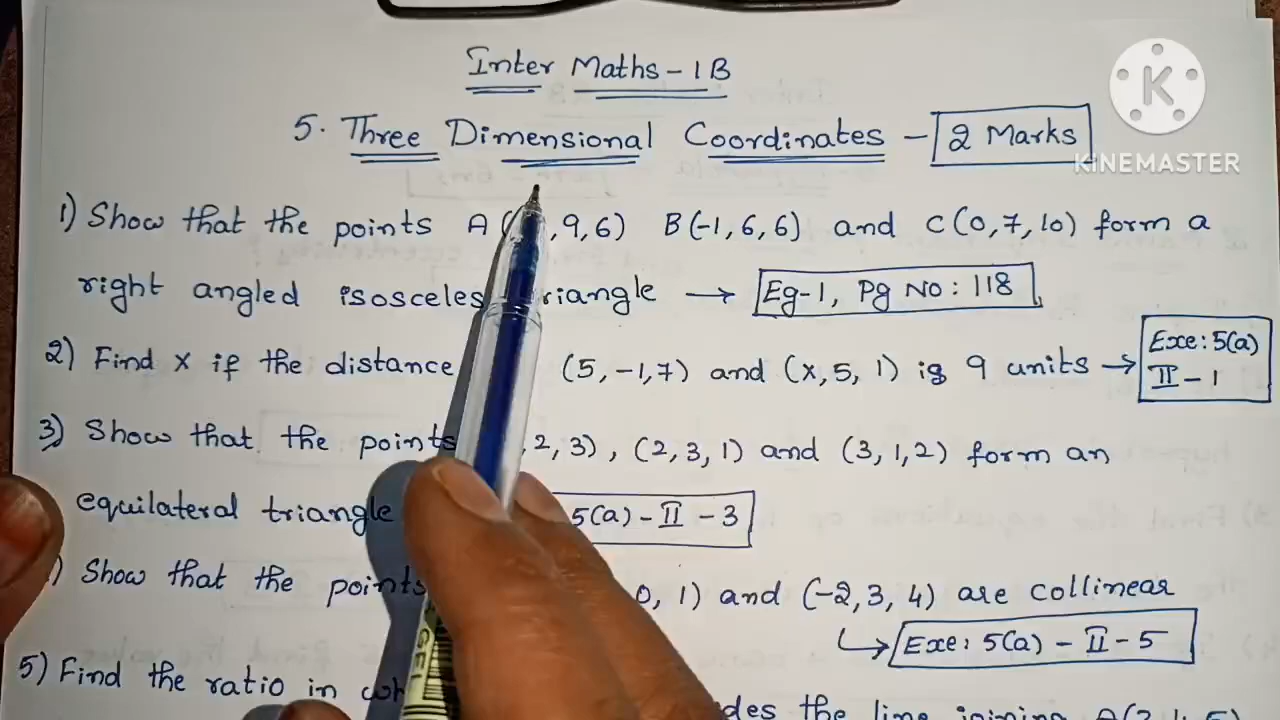 Inter Maths - 1B
5. Three Dimensional Coordinates - 2 Marks
KINEMASTER
1) Show that the points A( ,9,6) B(-1,6,6) and C(0,7,10) form a
right angled isosceles riangle → Eg-1, Pg No: 118
2) Find x if the distance (5,-1,7) and (x,5,1) is 9 units → Exe: 5(a)
II - 1
3) Show that the points ,2,3), (2,3,1) and (3,1,2) form an
equilateral triangle 5(a) - II - 3
) Show that the points 0, 1) and (-2,3,4) are collinear
↳ Exe: 5(a) - II - 5
5) Find the ratio in des the line joining